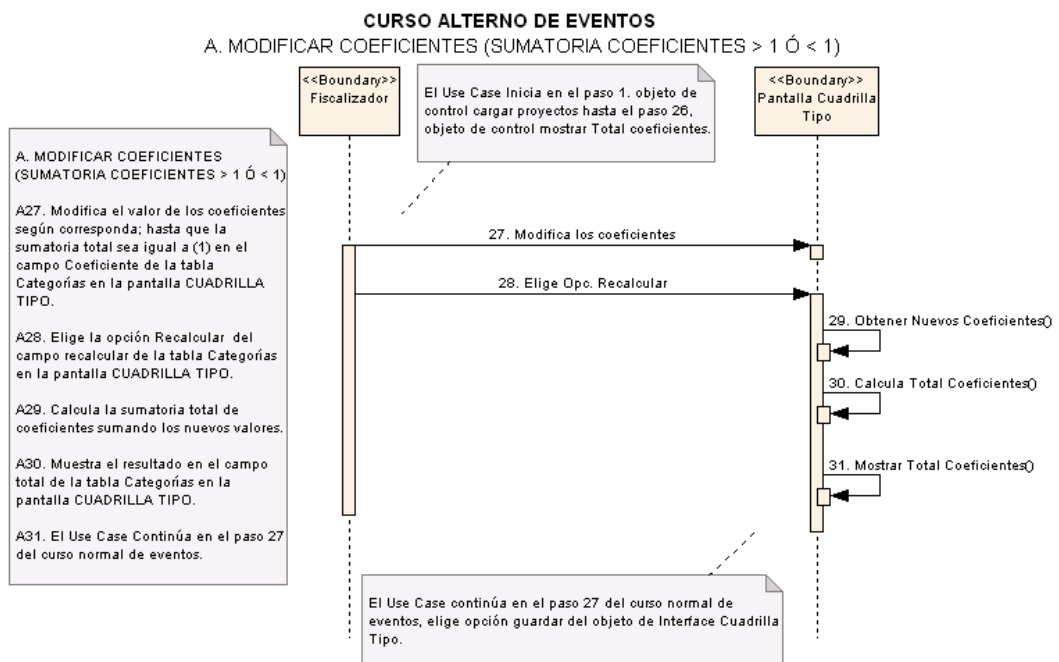 CURSO ALTERNO DE EVENTOS
A. MODIFICAR COEFICIENTES (SUMATORIA COEFICIENTES > 1 Ó < 1)
<<Boundary>>
Fiscalizador
El Use Case Inicia en el paso 1. objeto de
control cargar proyectos hasta el paso 26,
objeto de control mostrar Total coeficientes.
<<Boundary>>
Pantalla Cuadrilla
Tipo
A. MODIFICAR COEFICIENTES
(SUMATORIA COEFICIENTES > 1 Ó < 1)
A27. Modifica el valor de los coeficientes
según corresponda; hasta que la
sumatoria total sea igual a (1) en el
campo Coeficiente de la tabla
Categorías en la pantalla CUADRILLA
TIPO.
A28. Elige la opción Recalcular del
campo recalcular de la tabla Categorías
en la pantalla CUADRILLA TIPO.
A29. Calcula la sumatoria total de
coeficientes sumando los nuevos valores.
A30. Muestra el resultado en el campo
total de la tabla Categorías en la
pantalla CUADRILLA TIPO.
A31. El Use Case Continúa en el paso 27
del curso normal de eventos.
27. Modifica los coeficientes
28. Elige Opc. Recalcular
29. Obtener Nuevos Coeficientes()
30. Calcula Total Coeficientes()
31. Mostrar Total Coeficientes()
El Use Case continúa en el paso 27 del curso normal de
eventos, elige opción guardar del objeto de Interface Cuadrilla
Tipo.